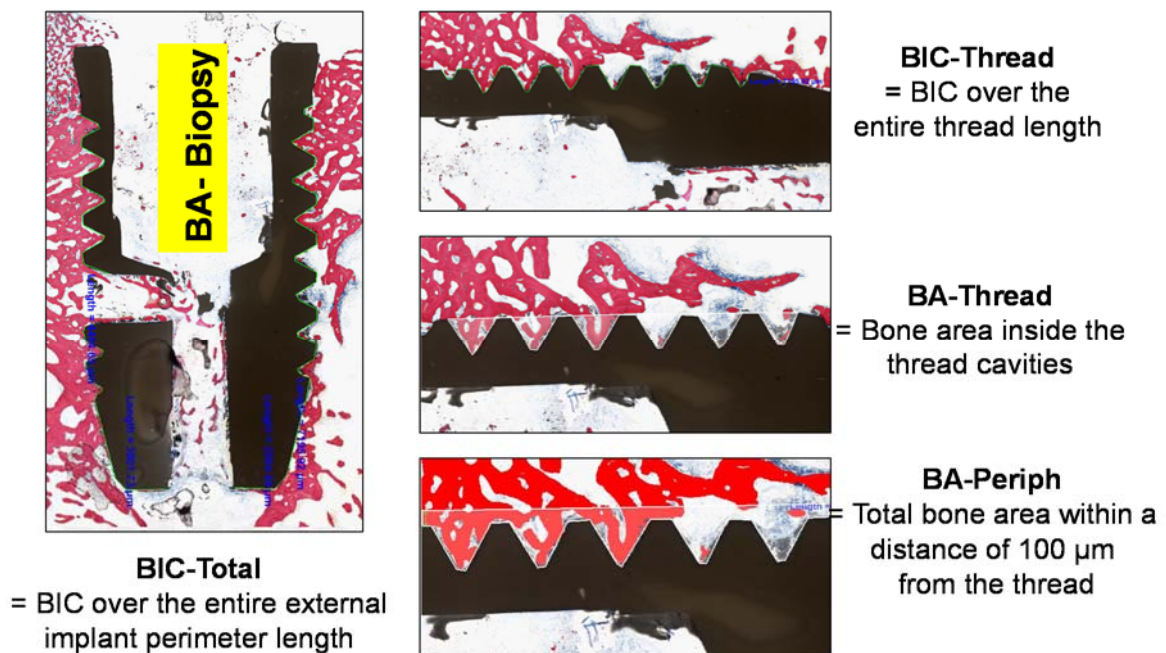 BA- Biopsy
BIC-Total
= BIC over the entire external
implant perimeter length
BIC-Thread
= BIC over the
entire thread length
BA-Thread
= Bone area inside the
thread cavities
BA-Periph
= Total bone area within a
distance of 100 µm
from the thread
Length =